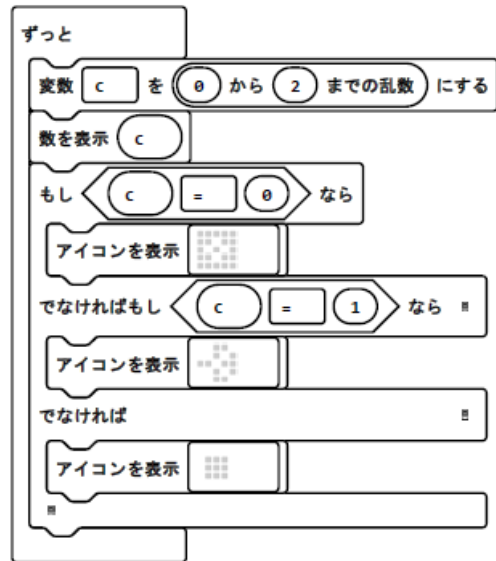 ずっと
変数 c を 0 から 2 までの乱数 にする
数を表示 c
もし c = 0 なら
アイコンを表示
でなければもし c = 1 なら
アイコンを表示
でなければ
アイコンを表示